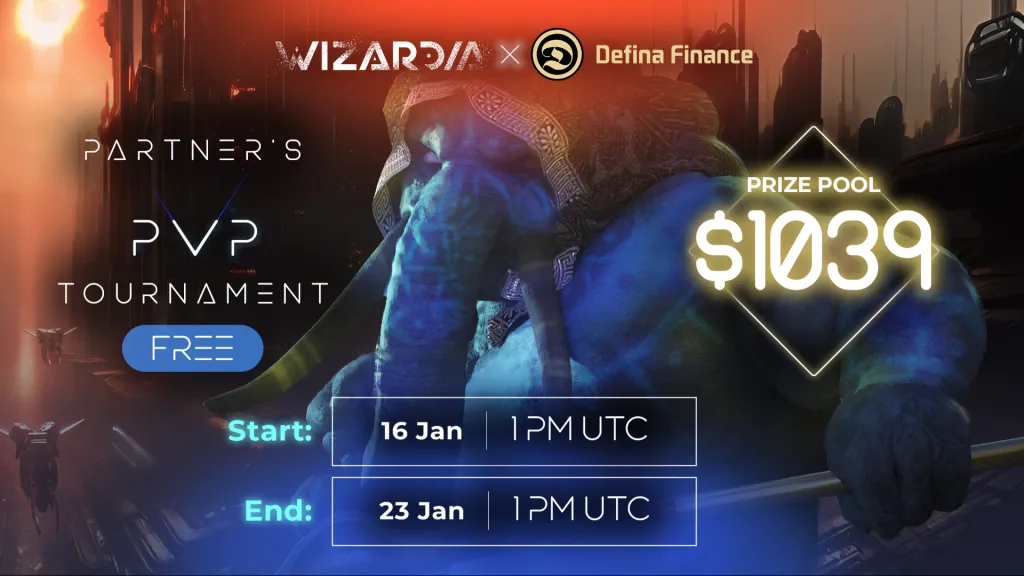 WIZARDIA × Defina Finance
PARTNER'S
PVP
TOURNAMENT
FREE
PRIZE POOL
$1039
Start: 16 Jan | 1 PM UTC
End: 23 Jan | 1 PM UTC